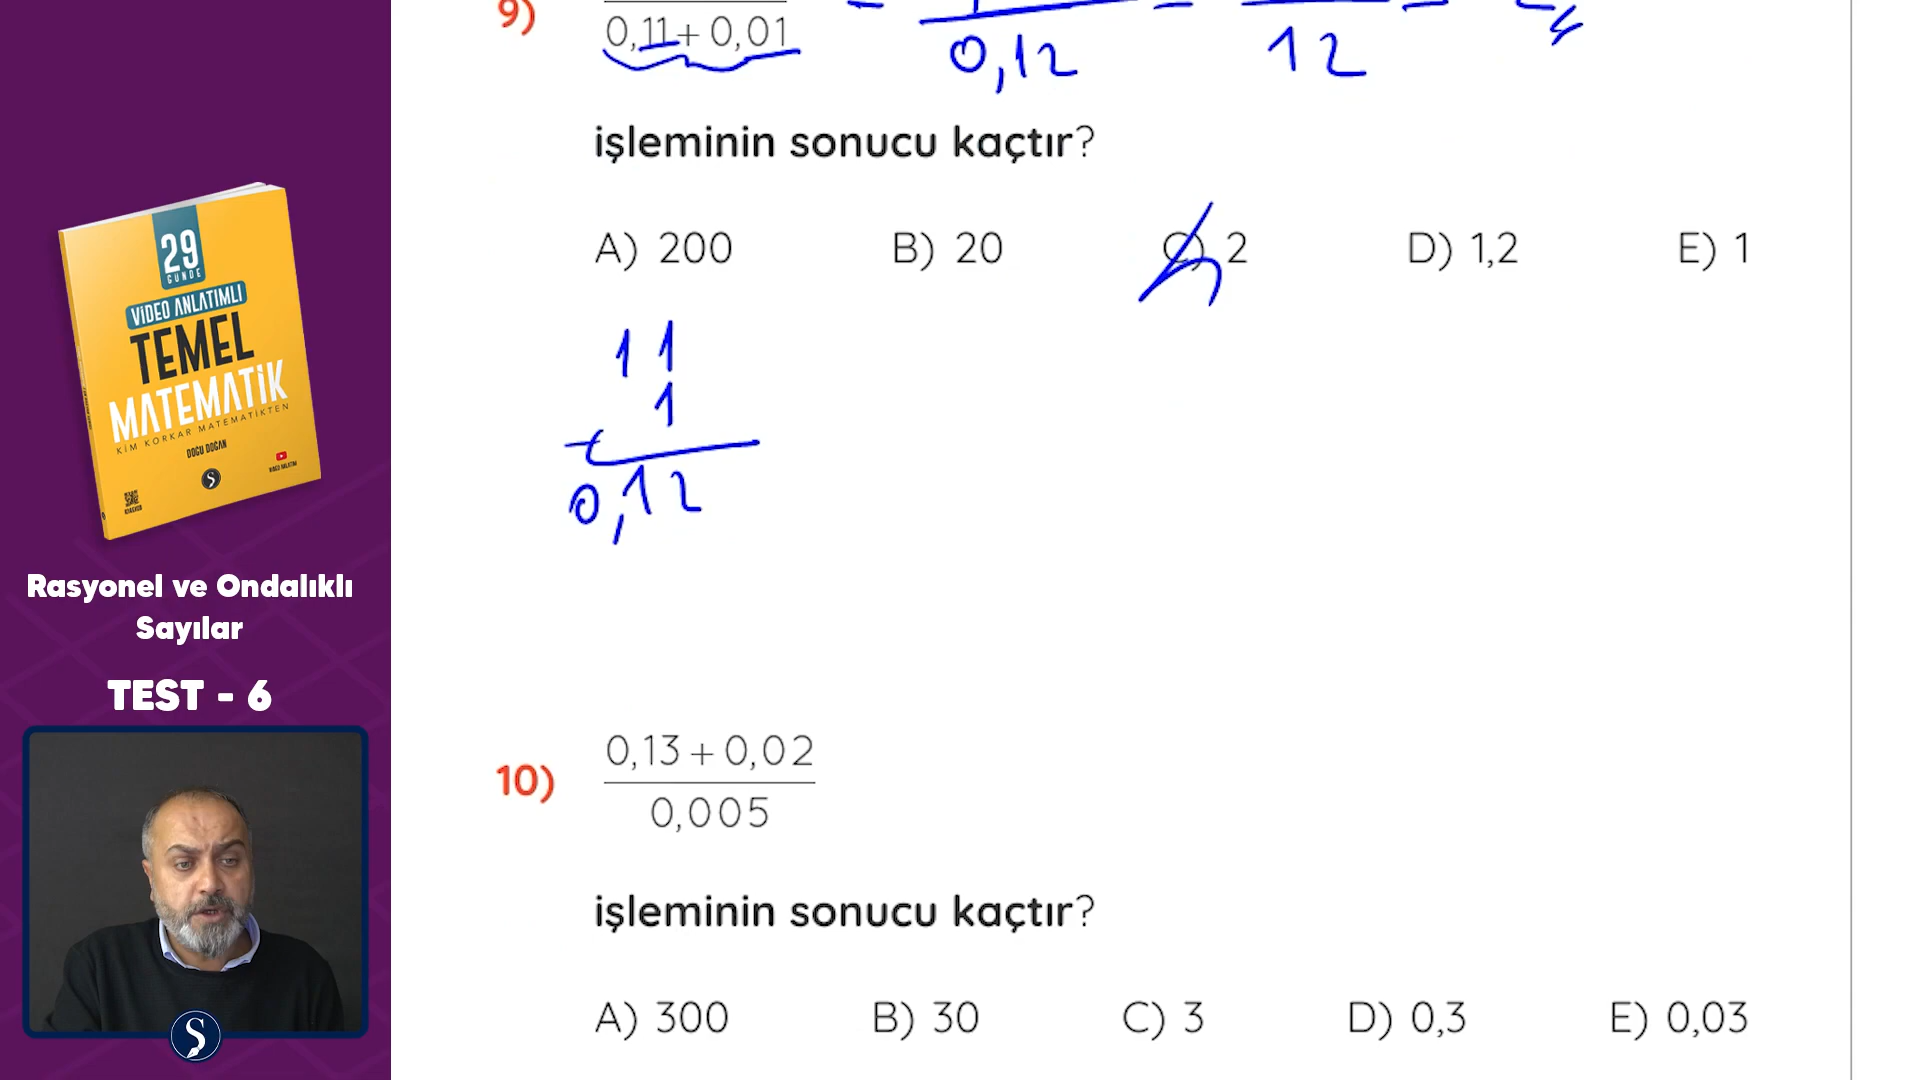 9)
0,11 + 0,01
0,12
12
işleminin sonucu kaçtır?
A) 200 B) 20 C) 2 D) 1,2 E) 1
11
1
+
0,12
10) 0,13 + 0,02
0,005
işleminin sonucu kaçtır?
A) 300 B) 30 C) 3 D) 0,3 E) 0,03
29
GÜNDE
VİDEO ANLATIMLI
TEMEL
MATEMATİK
KİM KORKAR MATEMATİKTEN
DOĞU DOĞAN
Rasyonel ve Ondalıklı
Sayılar
TEST - 6